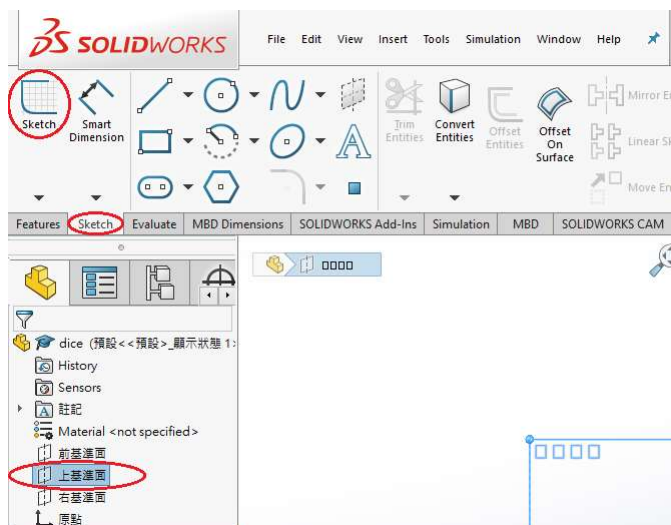 SOLIDWORKS
File Edit View Insert Tools Simulation Window Help
Sketch
Smart Dimension
Trim Entities
Convert Entities
Offset Entities
Offset On Surface
Mirror En
Linear Sk
Move En
Features Sketch Evaluate MBD Dimensions SOLIDWORKS Add-Ins Simulation MBD SOLIDWORKS CAM
dice (預設<<預設>_顯示狀態 1>
History
Sensors
註記
Material <not specified>
前基準面
上基準面
右基準面
原點